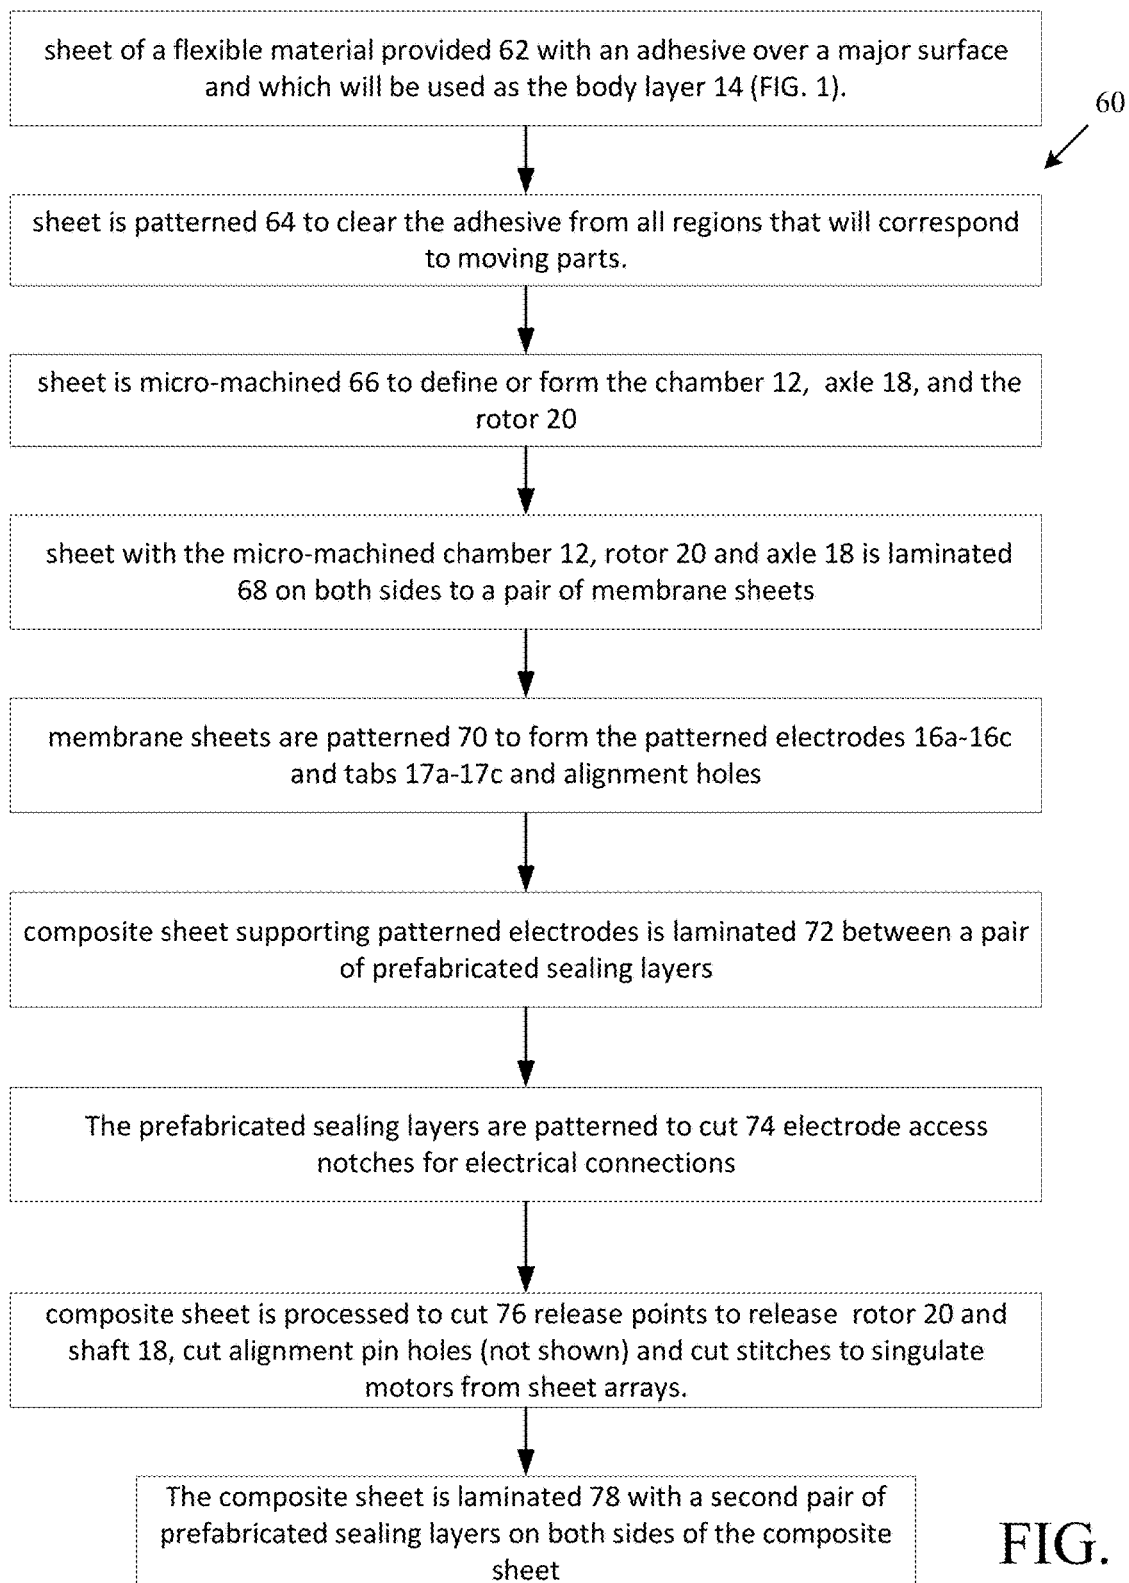 sheet of a flexible material provided 62 with an adhesive over a major surface
and which will be used as the body layer 14 (FIG. 1).
60
sheet is patterned 64 to clear the adhesive from all regions that will correspond
to moving parts.
sheet is micro-machined 66 to define or form the chamber 12, axle 18, and the
rotor 20
sheet with the micro-machined chamber 12, rotor 20 and axle 18 is laminated
68 on both sides to a pair of membrane sheets
membrane sheets are patterned 70 to form the patterned electrodes 16a-16c
and tabs 17a-17c and alignment holes
composite sheet supporting patterned electrodes is laminated 72 between a pair
of prefabricated sealing layers
The prefabricated sealing layers are patterned to cut 74 electrode access
notches for electrical connections
composite sheet is processed to cut 76 release points to release rotor 20 and
shaft 18, cut alignment pin holes (not shown) and cut stitches to singulate
motors from sheet arrays.
The composite sheet is laminated 78 with a second pair of
prefabricated sealing layers on both sides of the composite
sheet
FIG.